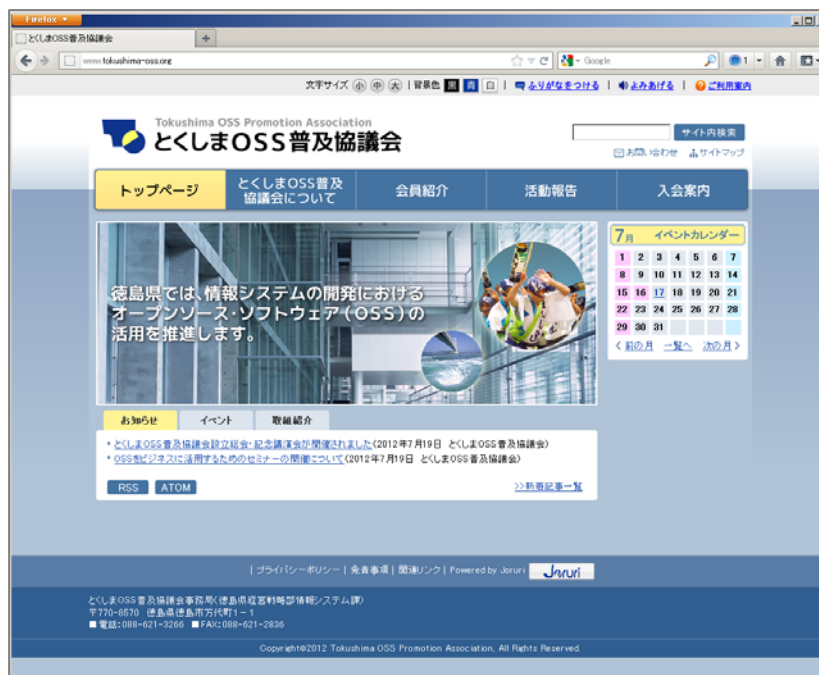 Firefox
とくしまOSS普及協議会
www.tokushima-oss.org
Google
1
文字サイズ 小 中 大 | 背景色 黒 青 白 | ふりがなをつける | よみあげる | ご利用案内
Tokushima OSS Promotion Association
とくしまOSS普及協議会
サイト内検索
お問い合わせ サイトマップ
トップページ
とくしまOSS普及
協議会について
会員紹介
活動報告
入会案内
徳島県では、情報システムの開発における
オープンソース・ソフトウェア(OSS)の
活用を推進します。
7月 イベントカレンダー
1 2 3 4 5 6 7
8 9 10 11 12 13 14
15 16 17 18 19 20 21
22 23 24 25 26 27 28
29 30 31
< 前の月 一覧へ 次の月 >
お知らせ イベント 取組紹介
・とくしまOSS普及協議会設立総会・記念講演会が開催されました(2012年7月19日 とくしまOSS普及協議会)
・OSSをビジネスに活用するためのセミナーの開催について(2012年7月19日 とくしまOSS普及協議会)
RSS ATOM
>>新着記事一覧
| プライバシーポリシー | 免責事項 | 関連リンク | Powered by Joruri Joruri
とくしまOSS普及協議会事務局(徳島県経営戦略部情報システム課)
〒770-8570 徳島県徳島市万代町1-1
■電話:088-621-3266 ■FAX:088-621-2836
Copyright©2012 Tokushima OSS Promotion Association, All Rights Reserved.